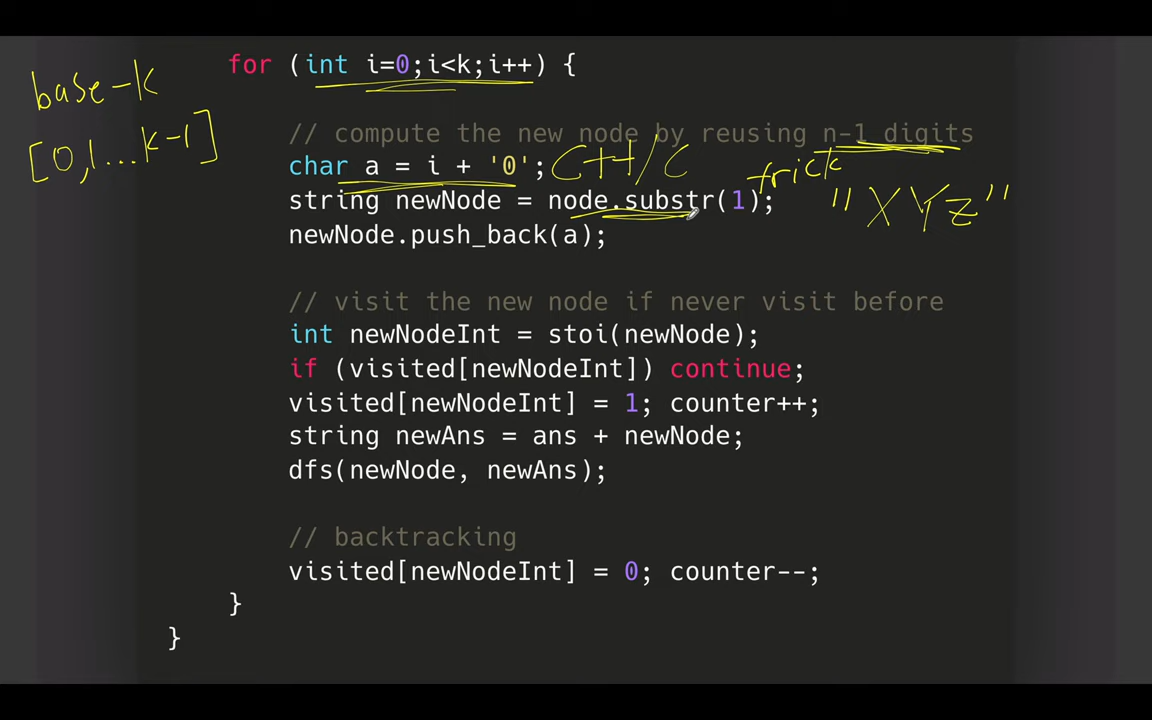 base-k
[0,1...k-1]
for (int i=0;i<k;i++) {
// compute the new node by reusing n-1 digits
char a = i + '0';
C++/C
trick
string newNode = node.substr(1);
"XYZ"
newNode.push_back(a);
// visit the new node if never visit before
int newNodeInt = stoi(newNode);
if (visited[newNodeInt]) continue;
visited[newNodeInt] = 1; counter++;
string newAns = ans + newNode;
dfs(newNode, newAns);
// backtracking
visited[newNodeInt] = 0; counter--;
}
}